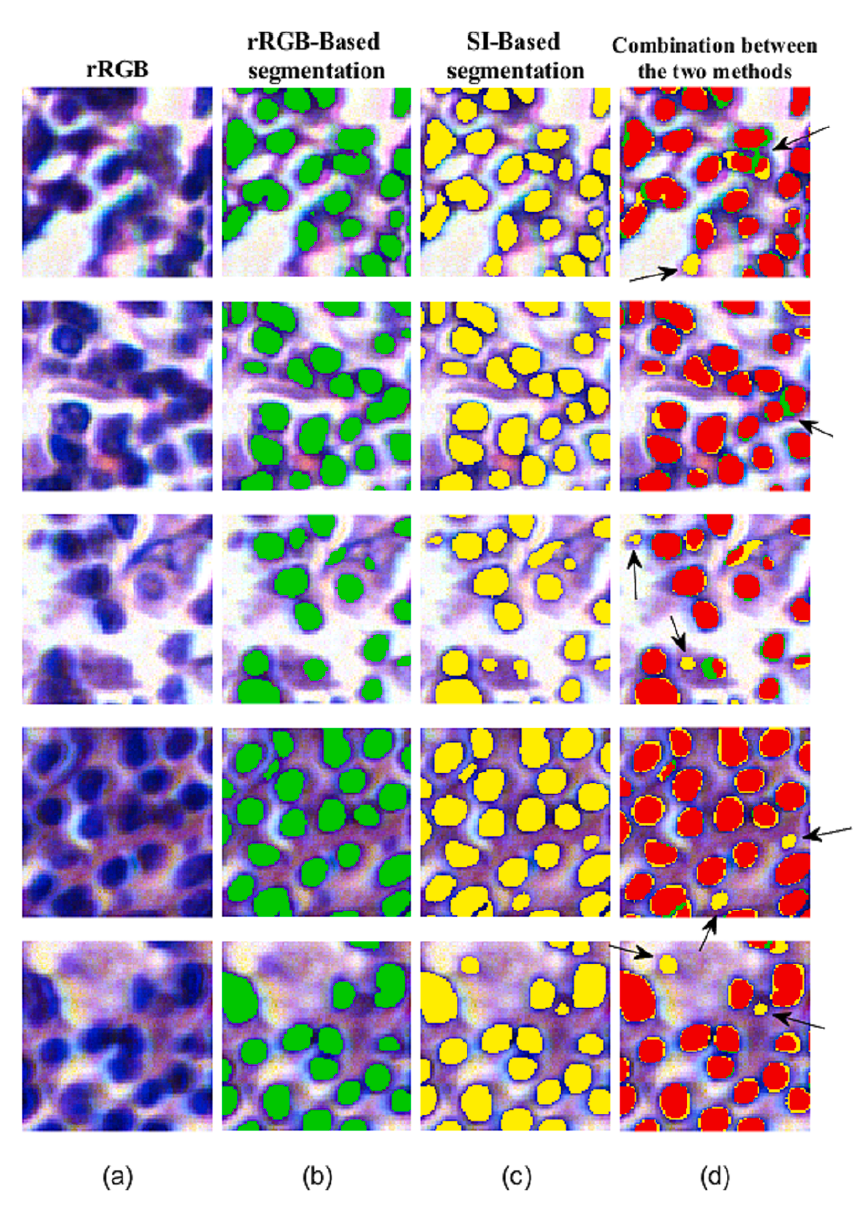 rRGB
rRGB-Based
segmentation
SI-Based
segmentation
Combination between
the two methods
(a)
(b)
(c)
(d)